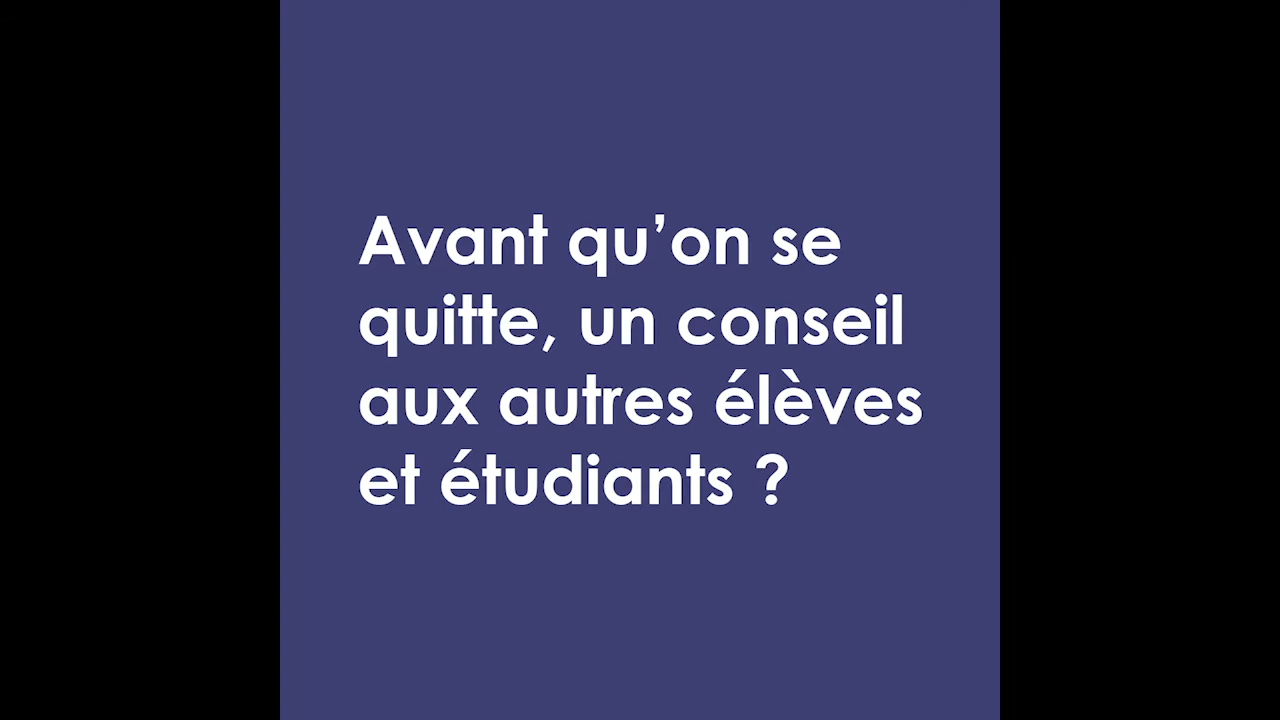 Avant qu’on se
quitte, un conseil
aux autres élèves
et étudiants ?